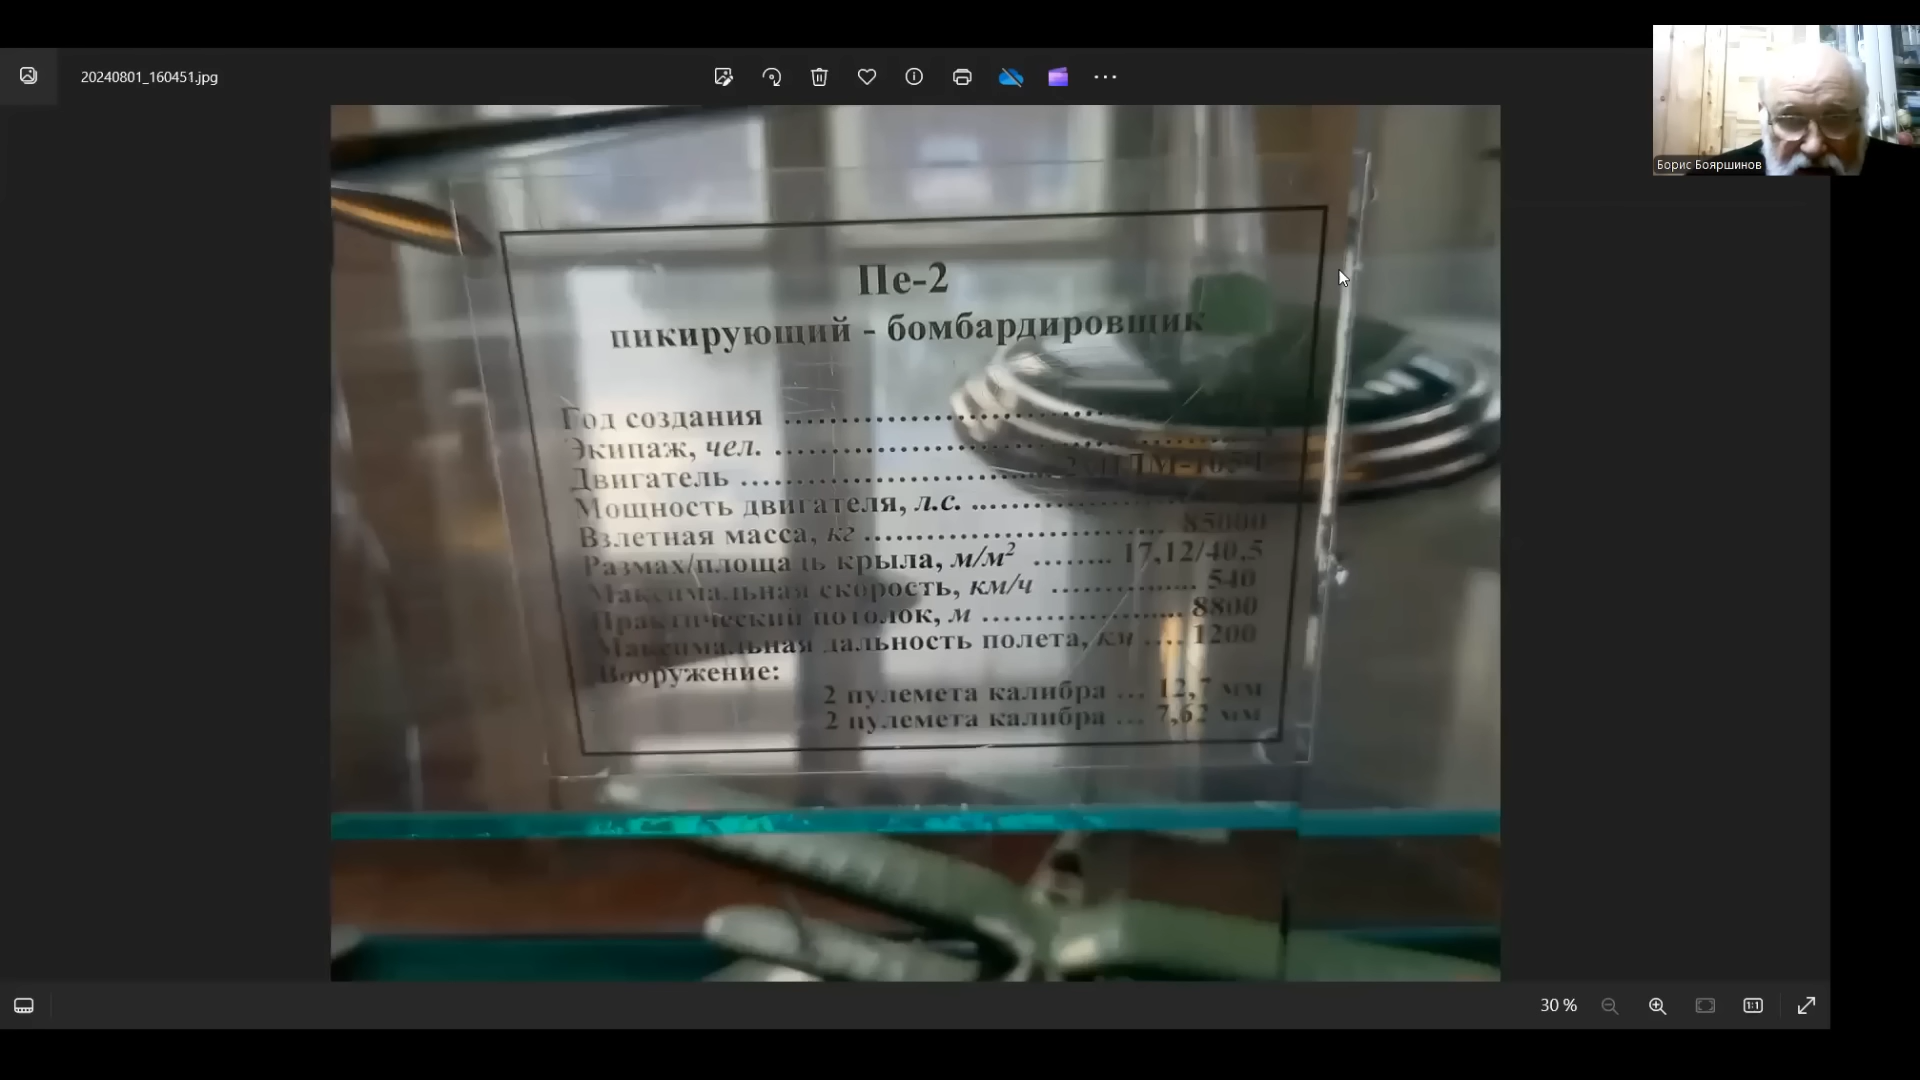 20240801_160451.jpg
Борис Бояршинов
Пе-2
пикирующий - бомбардировщик
Год создания ..............................
Экипаж, чел. ..............................
Двигатель ..............................
Мощность двигателя, л.с. ....................
Взлетная масса, кг ......................... 85000
Размах/площадь крыла, м/м² ........ 17,12/40,5
Максимальная скорость, км/ч ............... 540
Практический потолок, м .................... 8800
Максимальная дальность полета, км .... 1200
Вооружение:
2 пулемета калибра ... 12,7 мм
2 пулемета калибра ... 7,62 мм
30 %